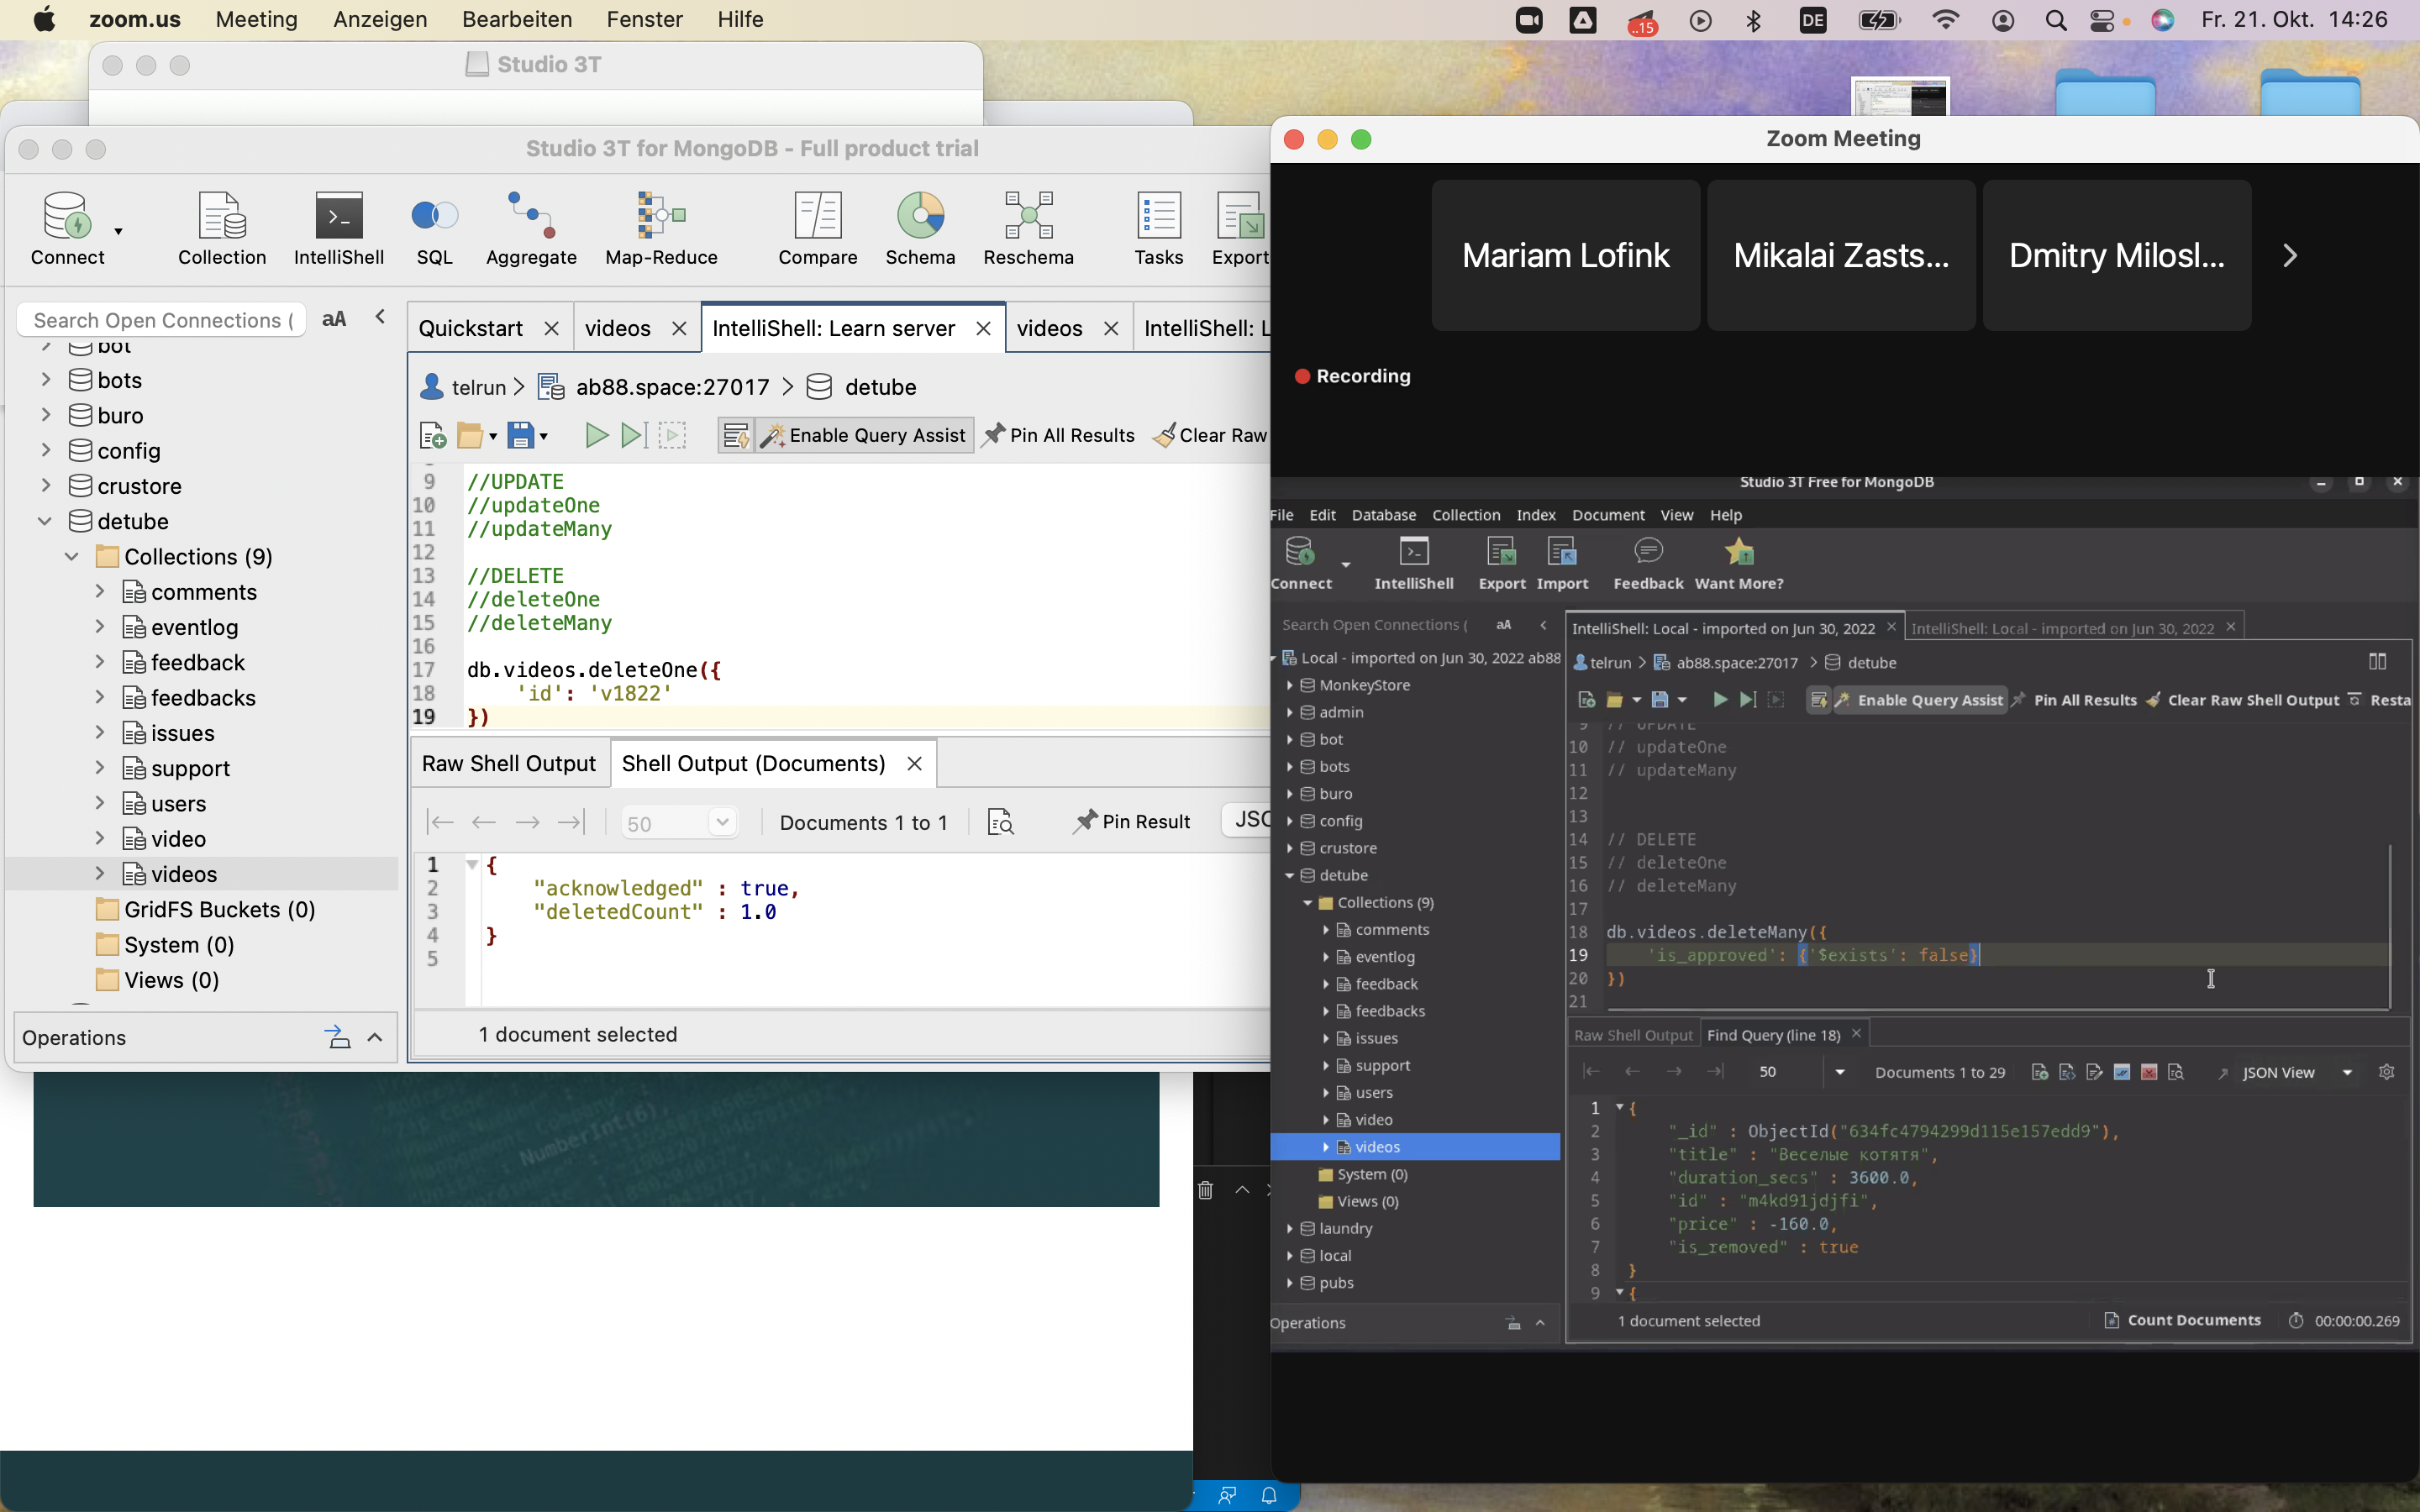 zoom.us Meeting Anzeigen Bearbeiten Fenster Hilfe
..15
DE
Fr. 21. Okt. 14:26
Studio 3T
Studio 3T for MongoDB - Full product trial
Connect
Collection
IntelliShell
SQL
Aggregate
Map-Reduce
Compare
Schema
Reschema
Tasks
Export
Search Open Connections (
aA
bot
bots
buro
config
crustore
detube
Collections (9)
comments
eventlog
feedback
feedbacks
issues
support
users
video
videos
GridFS Buckets (0)
System (0)
Views (0)
Operations
Quickstart
videos
IntelliShell: Learn server
videos
IntelliShell: L
telrun > ab88.space:27017 > detube
Enable Query Assist
Pin All Results
Clear Raw
9 //UPDATE
10 //updateOne
11 //updateMany
12
13 //DELETE
14 //deleteOne
15 //deleteMany
16
17 db.videos.deleteOne({
18 'id': 'v1822'
19 })
Raw Shell Output
Shell Output (Documents)
50
Documents 1 to 1
Pin Result
JSO
1 {
2 "acknowledged" : true,
3 "deletedCount" : 1.0
4 }
5
1 document selected
NumberInt(6),
Zoom Meeting
Mariam Lofink
Mikalai Zasts...
Dmitry Milosl...
Recording
Studio 3T Free for MongoDB
File Edit Database Collection Index Document View Help
Connect
IntelliShell
Export
Import
Feedback
Want More?
Search Open Connections (
aA
Local - imported on Jun 30, 2022 ab88
MonkeyStore
admin
bot
bots
buro
config
crustore
detube
Collections (9)
comments
eventlog
feedback
feedbacks
issues
support
users
video
videos
System (0)
Views (0)
laundry
local
pubs
Operations
IntelliShell: Local - imported on Jun 30, 2022
IntelliShell: Local - imported on Jun 30, 2022
telrun > ab88.space:27017 > detube
Enable Query Assist
Pin All Results
Clear Raw Shell Output
Resta
9 // UPDATE
10 // updateOne
11 // updateMany
12
13
14 // DELETE
15 // deleteOne
16 // deleteMany
17
18 db.videos.deleteMany({
19 'is_approved': {'$exists': false}
20 })
21
Raw Shell Output
Find Query (line 18)
50
Documents 1 to 29
JSON View
1 {
2 "_id" : ObjectId("634fc4794299d115e157edd9"),
3 "title" : "Веселые котятя",
4 "duration_secs" : 3600.0,
5 "id" : "m4kd91jdjfi",
6 "price" : -160.0,
7 "is_removed" : true
8 }
9 {
1 document selected
Count Documents
00:00:00.269